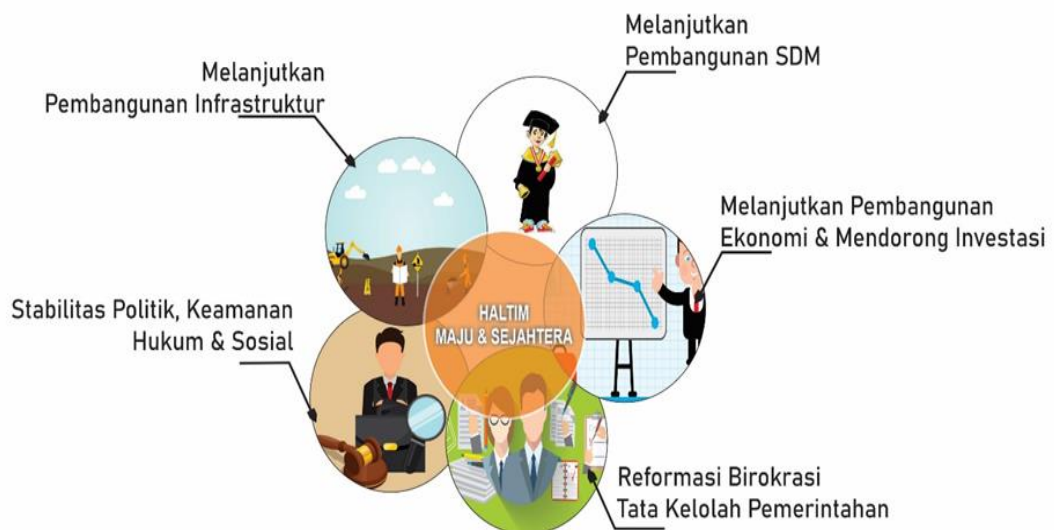 Melanjutkan
Pembangunan SDM
Melanjutkan
Pembangunan Infrastruktur
Melanjutkan Pembangunan
Ekonomi & Mendorong Investasi
Stabilitas Politik, Keamanan
Hukum & Sosial
HALTIM
MAJU & SEJAHTERA
Reformasi Birokrasi
Tata Kelolah Pemerintahan